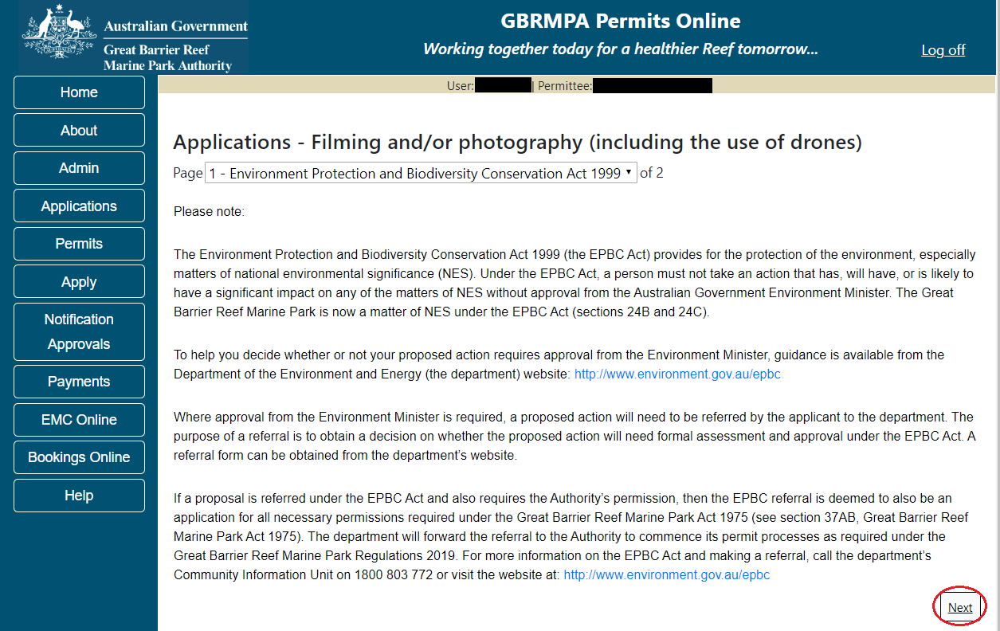 Australian Government
Great Barrier Reef
Marine Park Authority
GBRMPA Permits Online
Working together today for a healthier Reef tomorrow...
Log off
User: | Permittee:
Home
About
Admin
Applications
Permits
Apply
Notification
Approvals
Payments
EMC Online
Bookings Online
Help
Applications - Filming and/or photography (including the use of drones)
Page 1 - Environment Protection and Biodiversity Conservation Act 1999 of 2
Please note:
The Environment Protection and Biodiversity Conservation Act 1999 (the EPBC Act) provides for the protection of the environment, especially
matters of national environmental significance (NES). Under the EPBC Act, a person must not take an action that has, will have, or is likely to
have a significant impact on any of the matters of NES without approval from the Australian Government Environment Minister. The Great
Barrier Reef Marine Park is now a matter of NES under the EPBC Act (sections 24B and 24C).
To help you decide whether or not your proposed action requires approval from the Environment Minister, guidance is available from the
Department of the Environment and Energy (the department) website: http://www.environment.gov.au/epbc
Where approval from the Environment Minister is required, a proposed action will need to be referred by the applicant to the department. The
purpose of a referral is to obtain a decision on whether the proposed action will need formal assessment and approval under the EPBC Act. A
referral form can be obtained from the department's website.
If a proposal is referred under the EPBC Act and also requires the Authority's permission, then the EPBC referral is deemed to also be an
application for all necessary permissions required under the Great Barrier Reef Marine Park Act 1975 (see section 37AB, Great Barrier Reef
Marine Park Act 1975). The department will forward the referral to the Authority to commence its permit processes as required under the
Great Barrier Reef Marine Park Regulations 2019. For more information on the EPBC Act and making a referral, call the department's
Community Information Unit on 1800 803 772 or visit the website at: http://www.environment.gov.au/epbc
Next